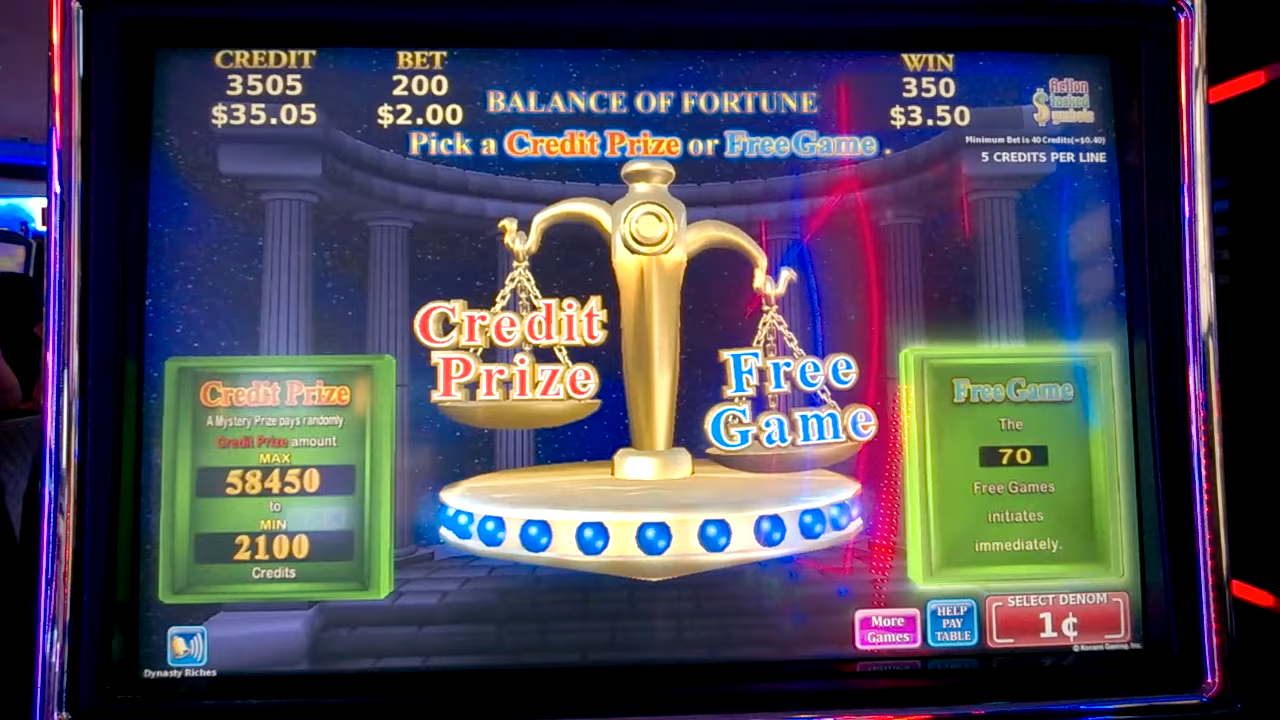 CREDIT
3505
$35.05
BET
200
$2.00
BALANCE OF FORTUNE
Pick a Credit Prize or Free Game .
WIN
350
$3.50
Action
Stacked
Symbols
Minimum Bet is 40 Credits(=$0.40)
5 CREDITS PER LINE
Credit
Prize
Free
Game
Credit Prize
A Mystery Prize pays randomly
Credit Prize amount
MAX
58450
to
MIN
2100
Credits
Free Game
The
70
Free Games
initiates
immediately.
More
Games
HELP
PAY
TABLE
SELECT DENOM
1¢
© Konami Gaming, Inc.
Dynasty Riches